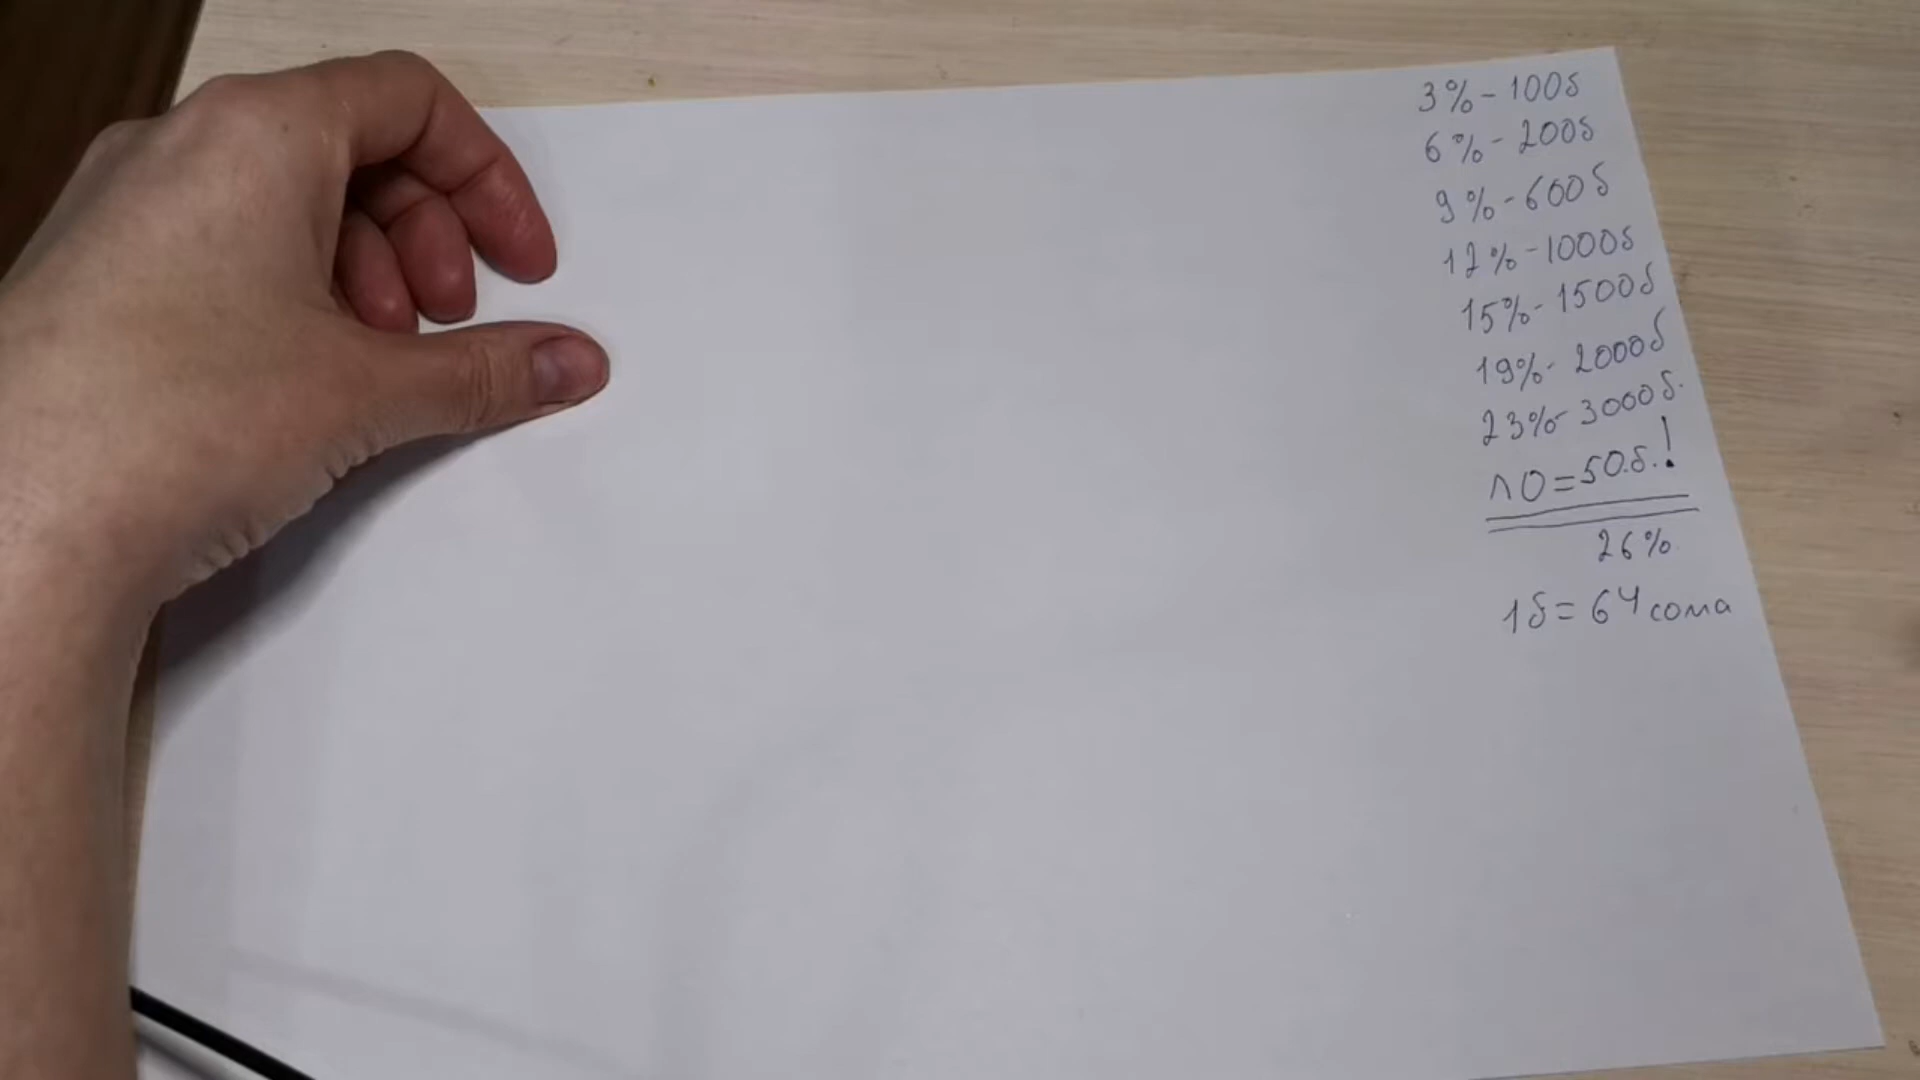 3% - 100б
6% - 200б
9% - 600б
12% - 1000б
15% - 1500б
19% - 2000б
23% - 3000б.
ЛО = 50.б.!
26%
1б = 64 сома